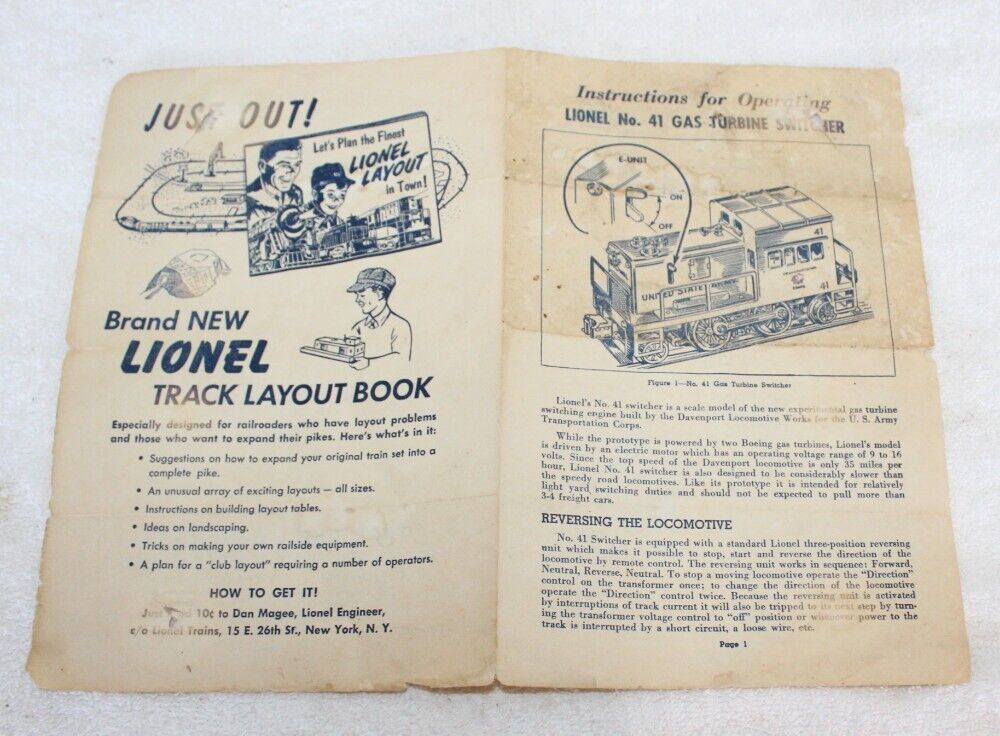 JUST OUT!
Let's Plan the Finest
LIONEL
LAYOUT
in Town!
Brand NEW
LIONEL
TRACK LAYOUT BOOK
Especially designed for railroaders who have layout problems
and those who want to expand their pikes. Here's what's in it:
• Suggestions on how to expand your original train set into a
complete pike.
• An unusual array of exciting layouts — all sizes.
• Instructions on building layout tables.
• Ideas on landscaping.
• Tricks on making your own railside equipment.
• A plan for a "club layout" requiring a number of operators.
HOW TO GET IT!
Just 10¢ to Dan Magee, Lionel Engineer,
c/o Lionel Trains, 15 E. 26th St., New York, N. Y.
Instructions for Operating
LIONEL No. 41 GAS TURBINE SWITCHER
E-UNIT
ON
OFF
41
UNITED STATES
41
Figure 1—No. 41 Gas Turbine Switcher
Lionel's No. 41 switcher is a scale model of the new experimental gas turbine
switching engine built by the Davenport Locomotive Works for the U. S. Army
Transportation Corps.
While the prototype is powered by two Boeing gas turbines, Lionel's model
is driven by an electric motor which has an operating voltage range of 9 to 16
volts. Since the top speed of the Davenport locomotive is only 35 miles per
hour, Lionel No. 41 switcher is also designed to be considerably slower than
the speedy road locomotives. Like its prototype it is intended for relatively
light yard switching duties and should not be expected to pull more than
3-4 freight cars.
REVERSING THE LOCOMOTIVE
No. 41 Switcher is equipped with a standard Lionel three-position reversing
unit which makes it possible to stop, start and reverse the direction of the
locomotive by remote control. The reversing unit works in sequence: Forward,
Neutral, Reverse, Neutral. To stop a moving locomotive operate the "Direction"
control on the transformer once; to change the direction of the locomotive
operate the "Direction" control twice. Because the reversing unit is activated
by interruptions of track current it will also be tripped to its next step by turn-
ing the transformer voltage control to "off" position or whenever power to the
track is interrupted by a short circuit, a loose wire, etc.
Page 1